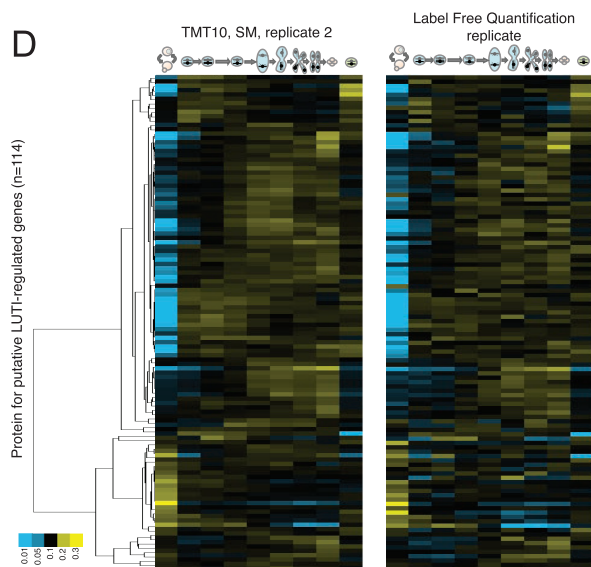 D
TMT10, SM, replicate 2
Label Free Quantification
replicate
Protein for putative LUTI-regulated genes (n=114)
0.01
0.05
0.1
0.2
0.3